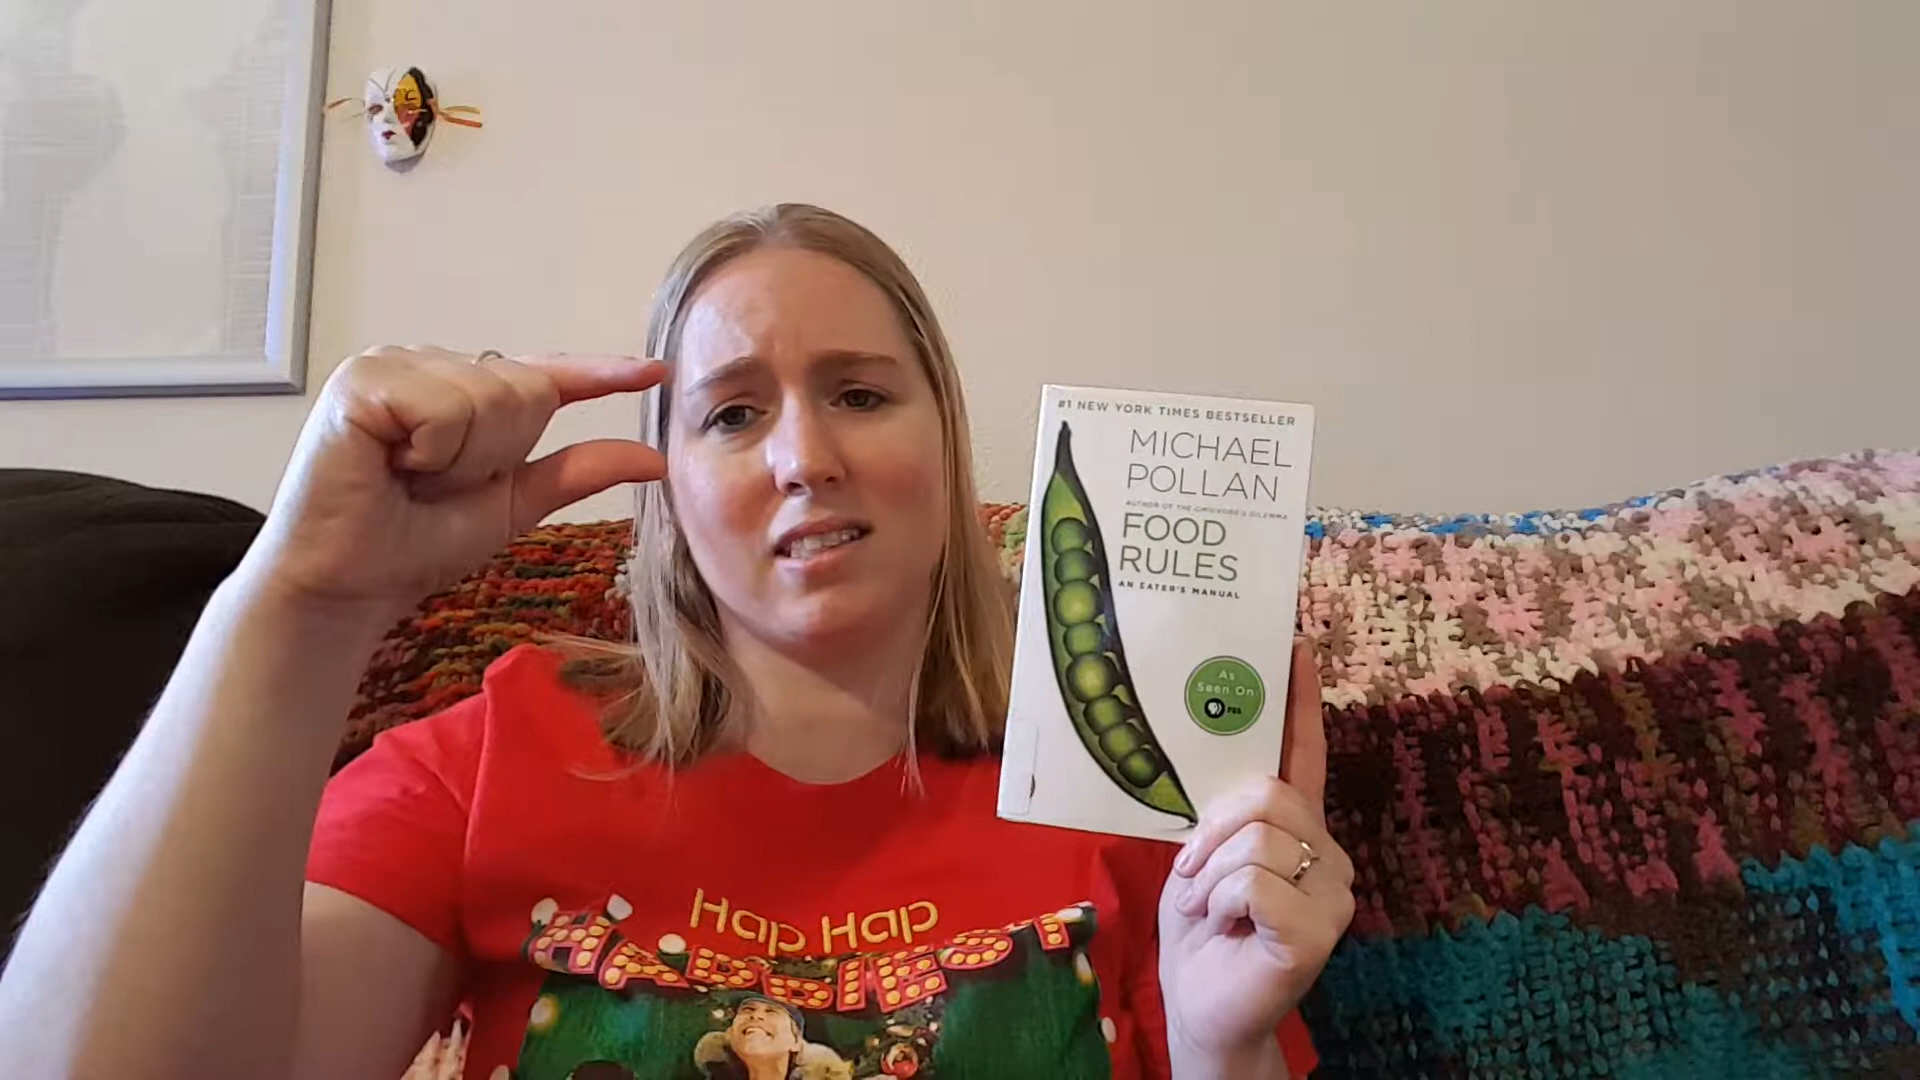 #1 NEW YORK TIMES BESTSELLER
MICHAEL
POLLAN
AUTHOR OF THE OMNIVORE'S DILEMMA
FOOD
RULES
AN EATER'S MANUAL
As
Seen On
PBS
Hap Hap
HAPPIEST